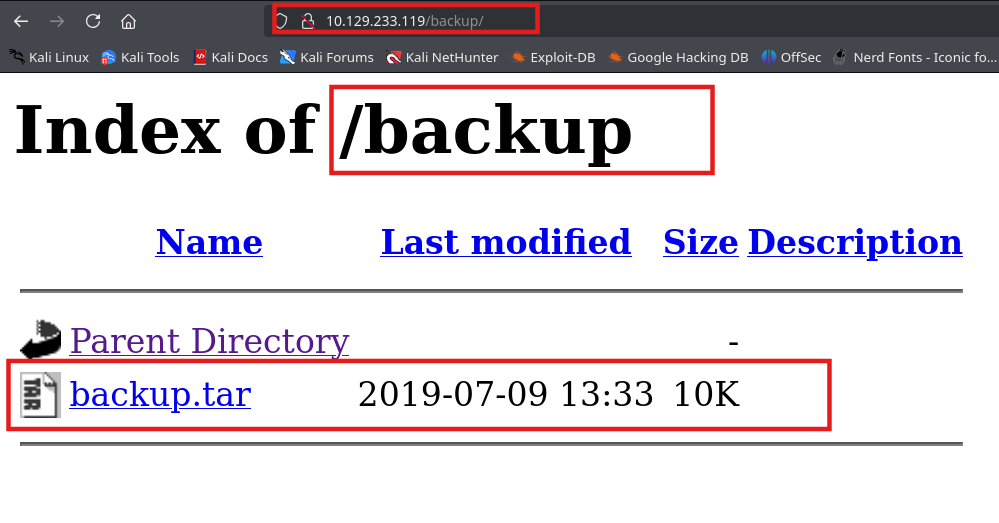 10.129.233.119/backup/
Kali Linux Kali Tools Kali Docs Kali Forums Kali NetHunter Exploit-DB Google Hacking DB OffSec Nerd Fonts - Iconic fo...
Index of /backup
Name Last modified Size Description
Parent Directory -
TAR backup.tar 2019-07-09 13:33 10K